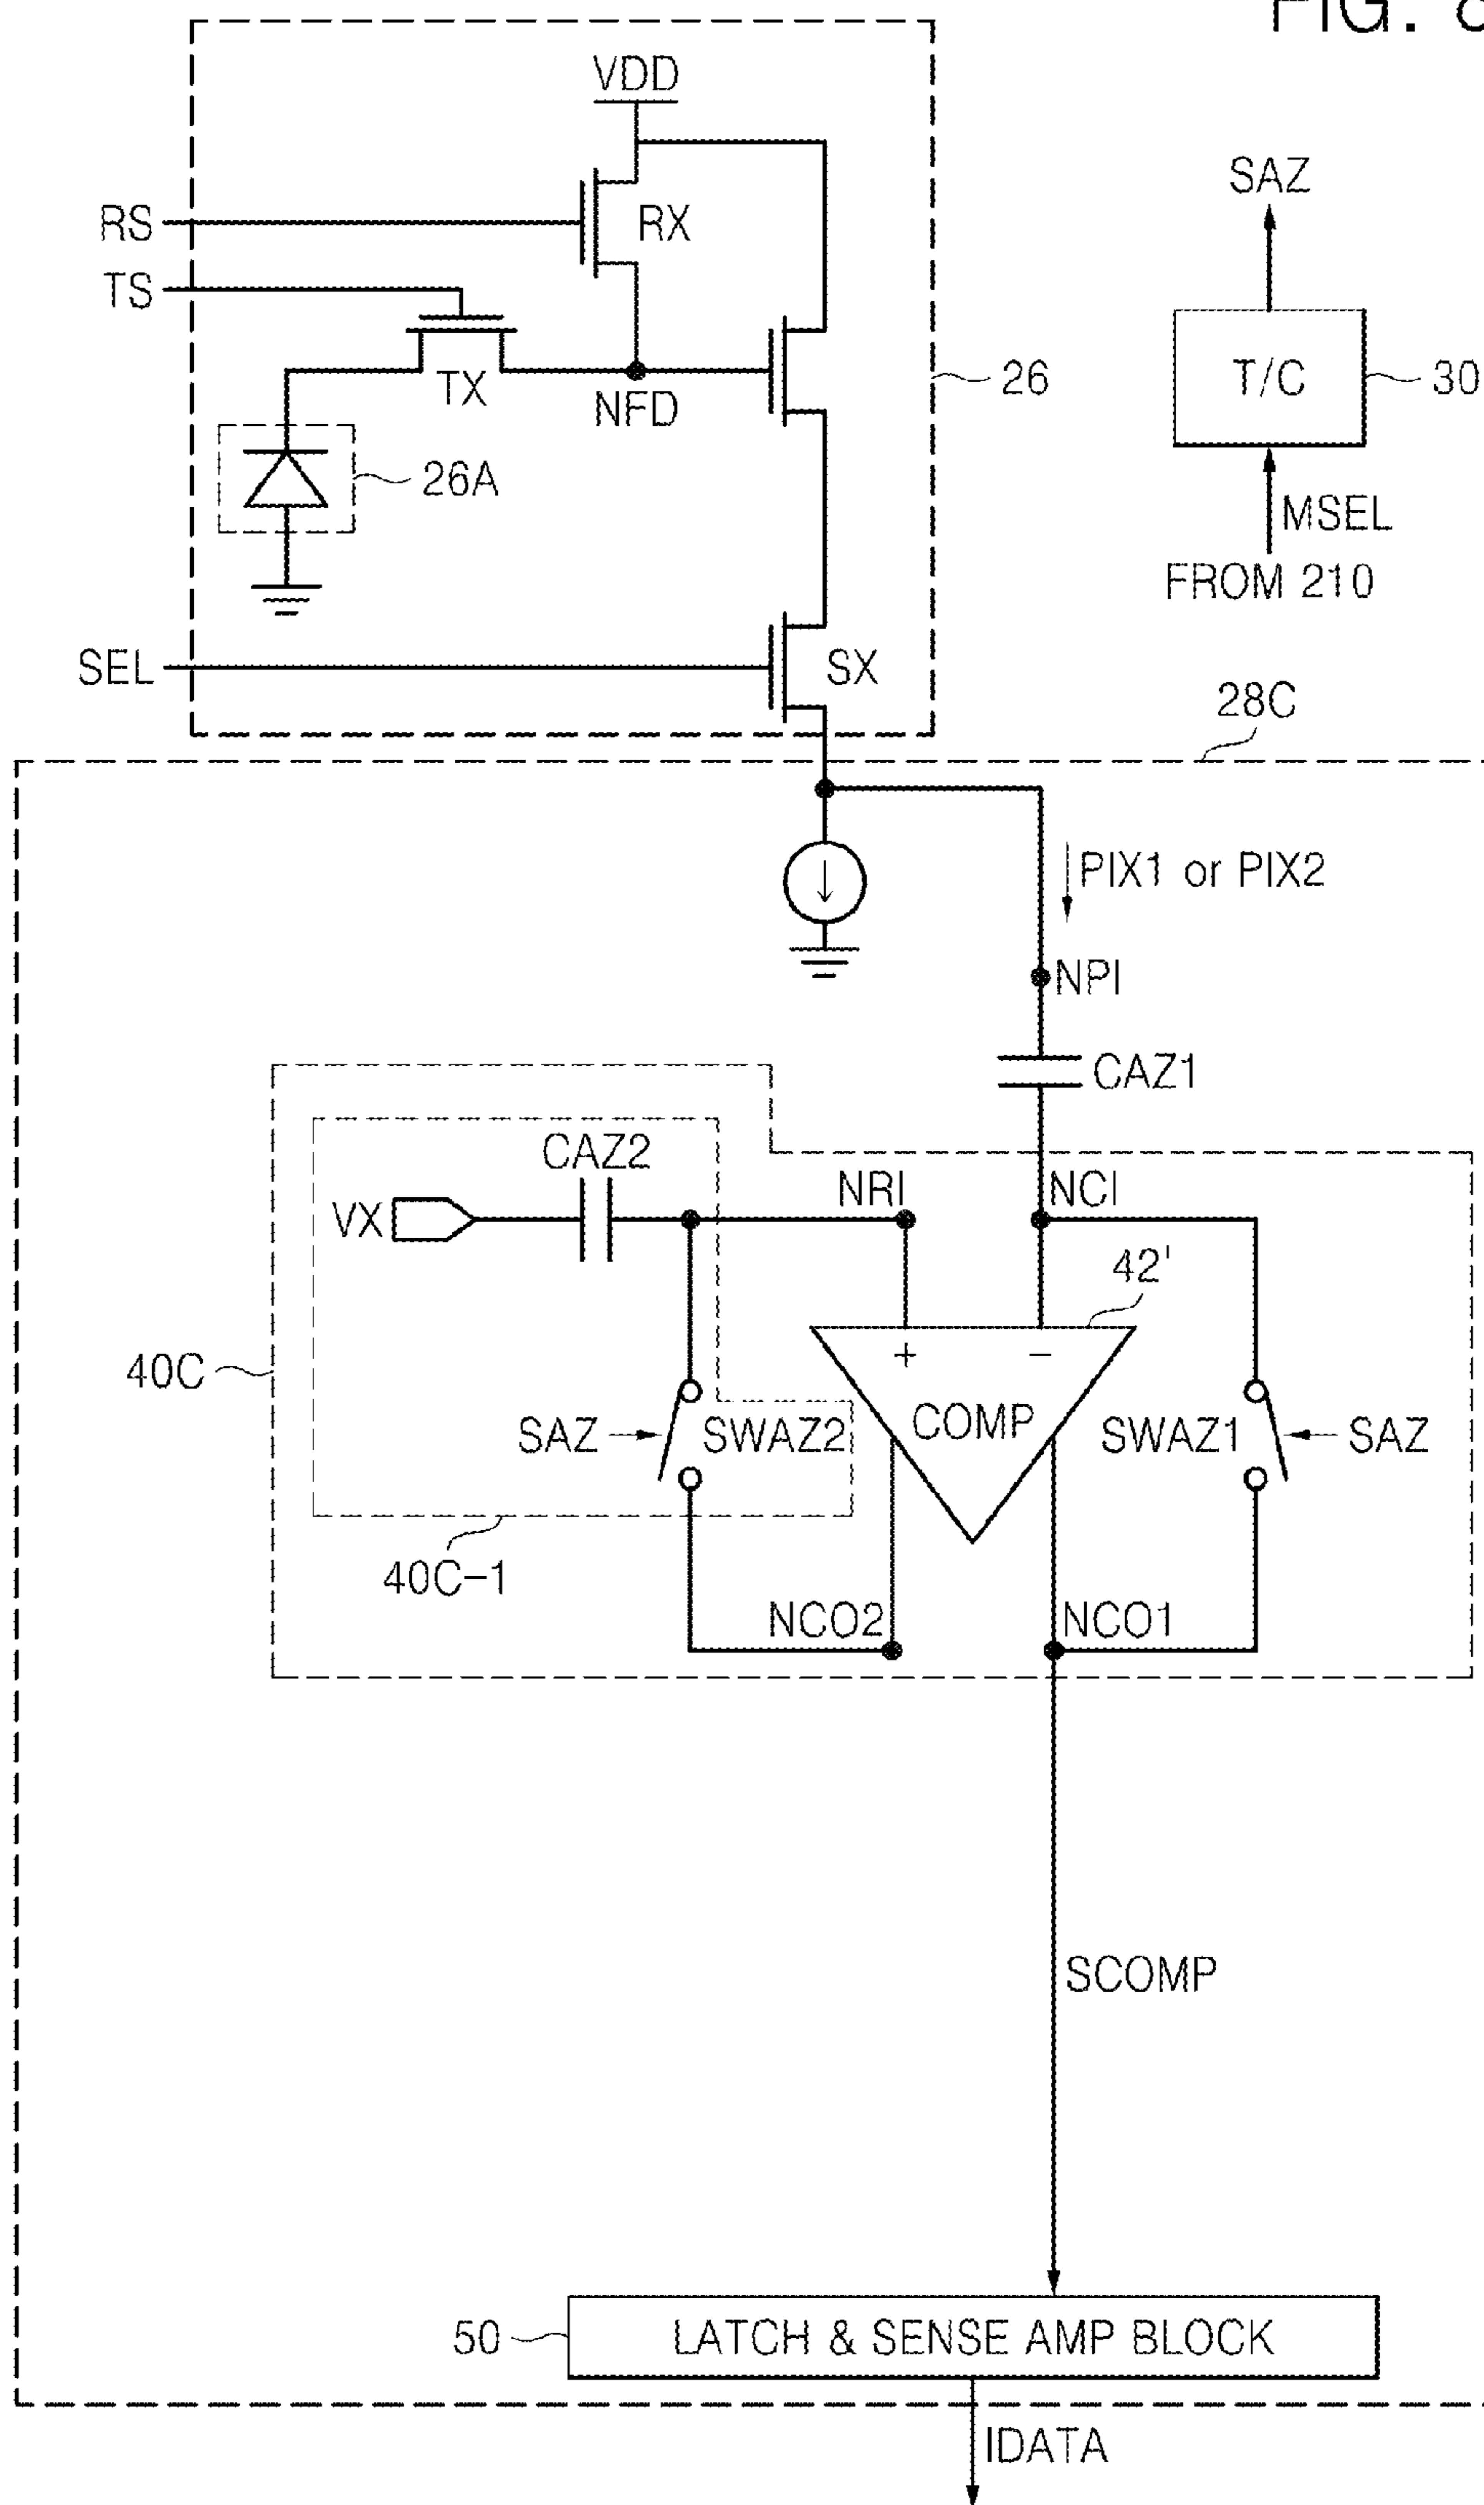 FIG. 8
VDD
SAZ
RS
RX
TS
T/C
30
26
TX
NFD
26A
MSEL
FROM 210
SEL
SX
28C
PIX1 or PIX2
NPI
CAZ1
CAZ2
NRI
NCI
VX
42'
+
−
40C
COMP
SAZ
SWAZ2
SWAZ1
SAZ
40C-1
NCO2
NCO1
SCOMP
50
LATCH & SENSE AMP BLOCK
IDATA